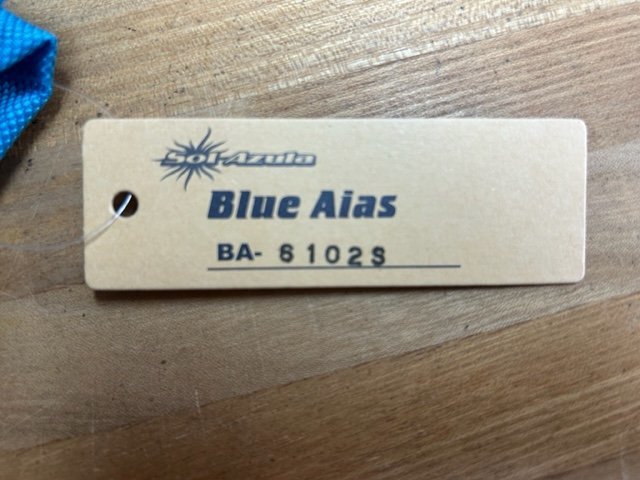 Sol-Azula
Blue Aias
BA- 6102S